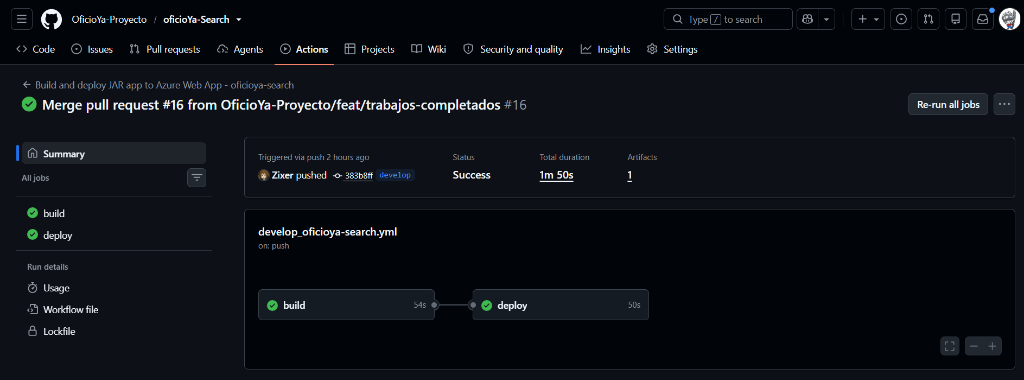 OficioYa-Proyecto / oficioYa-Search
Type / to search
Code Issues Pull requests Agents Actions Projects Wiki Security and quality Insights Settings
Build and deploy JAR app to Azure Web App - oficioya-search
Merge pull request #16 from OficioYa-Proyecto/feat/trabajos-completados #16
Re-run all jobs
Summary
All jobs
build
deploy
Run details
Usage
Workflow file
Lockfile
Triggered via push 2 hours ago
Zixer pushed 383b8ff develop
Status
Success
Total duration
1m 50s
Artifacts
1
develop_oficioya-search.yml
on: push
build 54s
deploy 50s